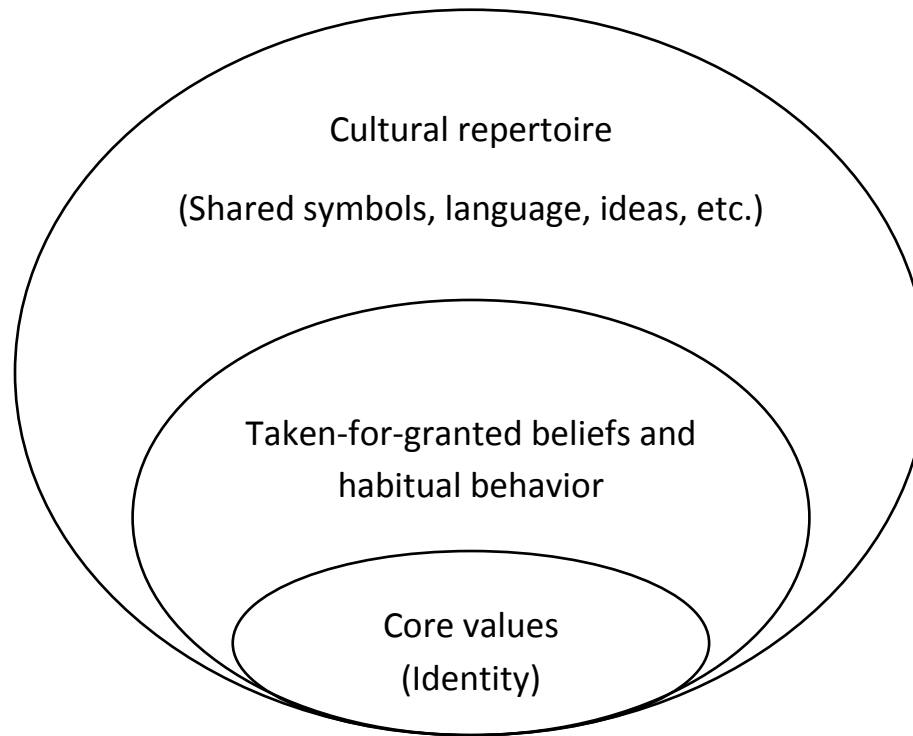 Cultural repertoire
(Shared symbols, language, ideas, etc.)
Taken-for-granted beliefs and
habitual behavior
Core values
(Identity)